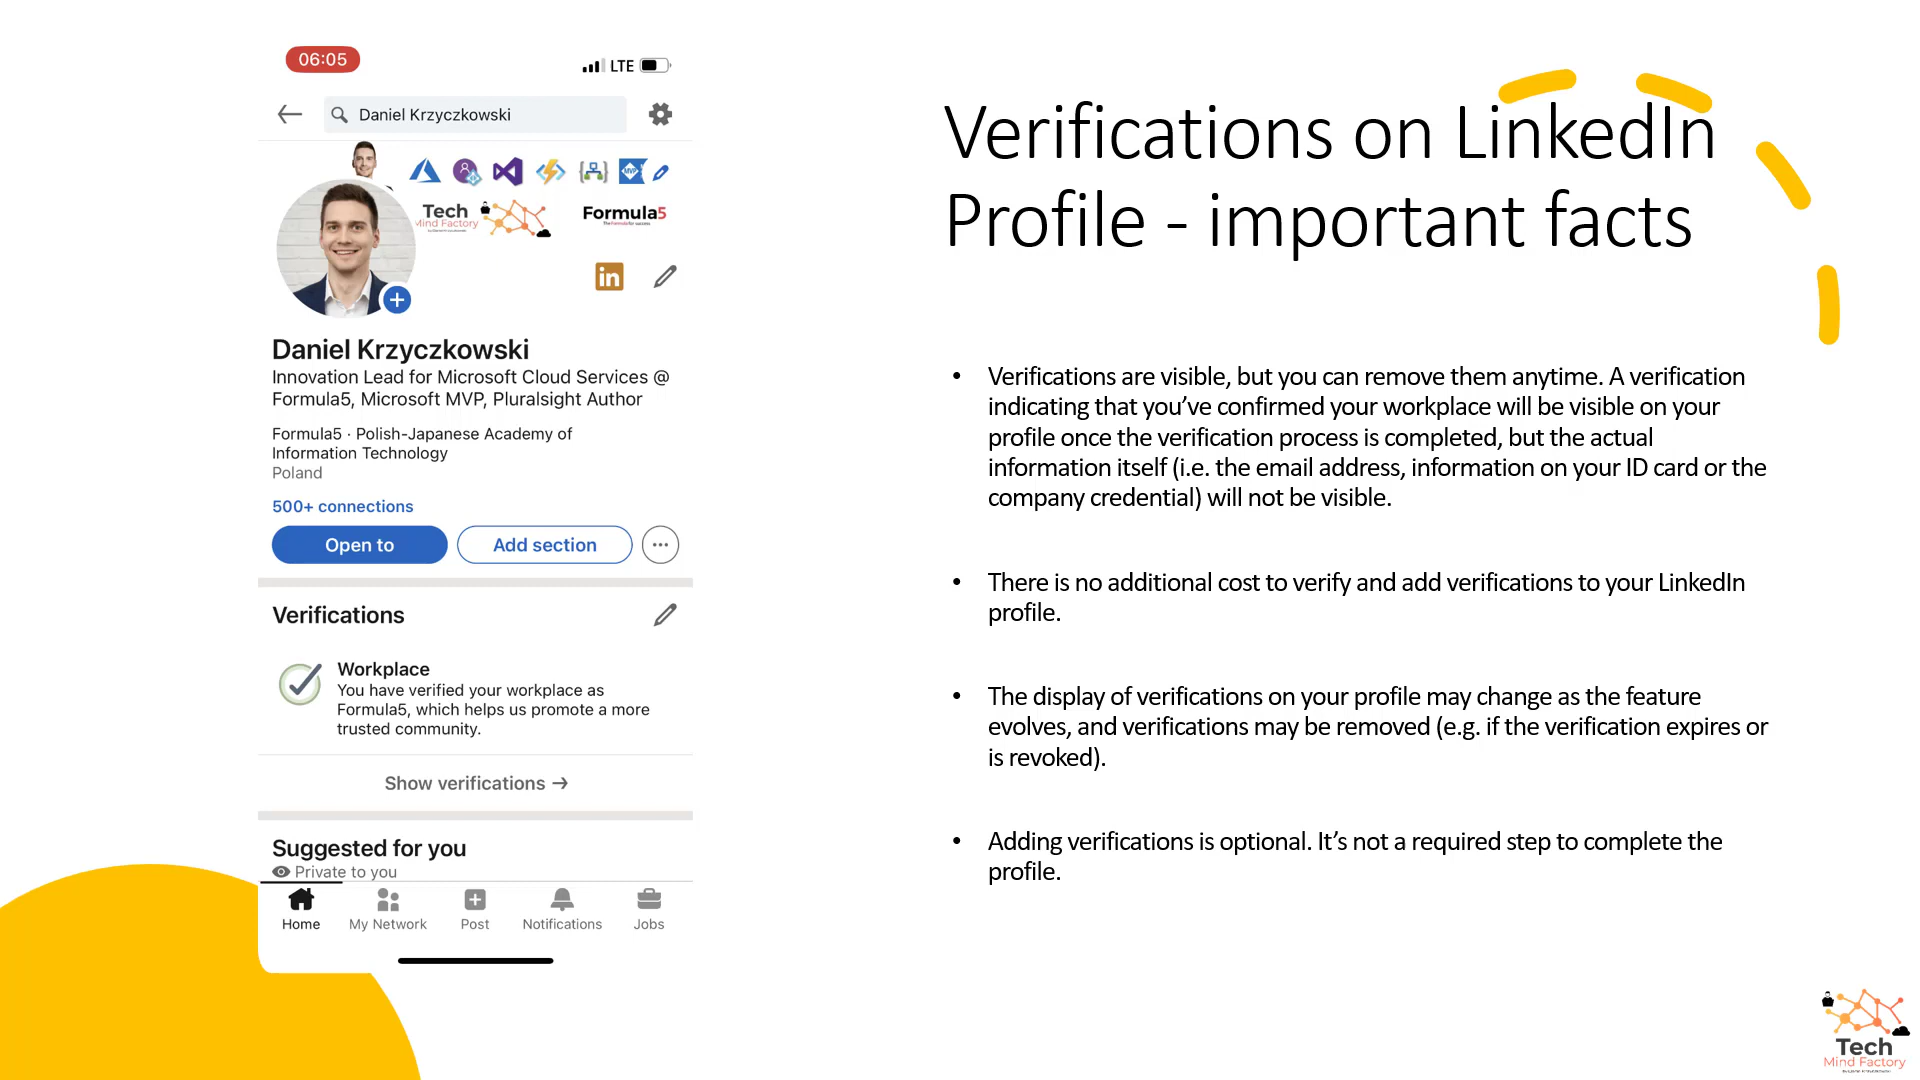 06:05
LTE
Daniel Krzyczkowski
MVP
Tech
Mind Factory
Formula5
in
Daniel Krzyczkowski
Innovation Lead for Microsoft Cloud Services @
Formula5, Microsoft MVP, Pluralsight Author
Formula5 · Polish-Japanese Academy of
Information Technology
Poland
500+ connections
Open to
Add section
Verifications
Workplace
You have verified your workplace as
Formula5, which helps us promote a more
trusted community.
Show verifications →
Suggested for you
Private to you
Home
My Network
Post
Notifications
Jobs
Verifications on LinkedIn
Profile - important facts
• Verifications are visible, but you can remove them anytime. A verification
indicating that you’ve confirmed your workplace will be visible on your
profile once the verification process is completed, but the actual
information itself (i.e. the email address, information on your ID card or the
company credential) will not be visible.
• There is no additional cost to verify and add verifications to your LinkedIn
profile.
• The display of verifications on your profile may change as the feature
evolves, and verifications may be removed (e.g. if the verification expires or
is revoked).
• Adding verifications is optional. It’s not a required step to complete the
profile.
Tech
Mind Factory